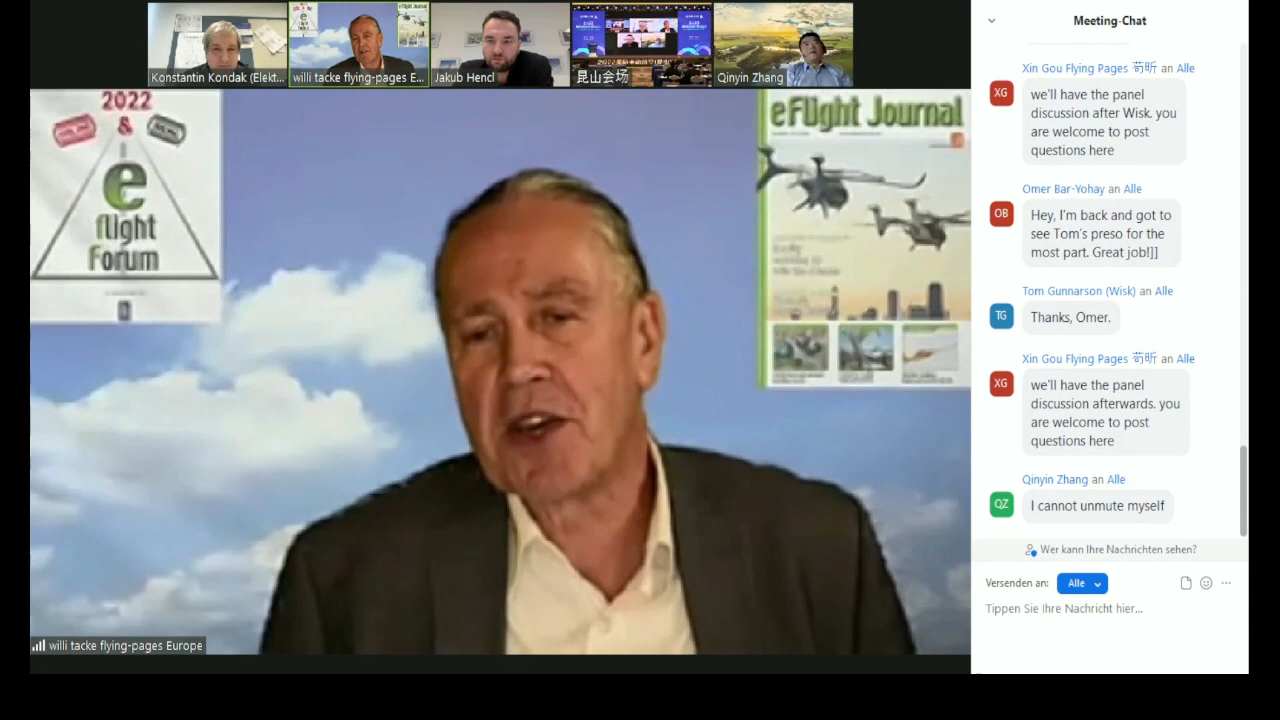 Konstantin Kondak (Elekt...
willi tacke flying-pages E...
Jakub Hencl
昆山会场
Qinyin Zhang
2022
&
e
flight
Forum
eFlight Journal
willi tacke flying-pages Europe
Meeting-Chat
Xin Gou Flying Pages 苟昕 an Alle
XG
we'll have the panel
discussion after Wisk. you
are welcome to post
questions here
Omer Bar-Yohay an Alle
OB
Hey, I'm back and got to
see Tom's preso for the
most part. Great job!]]
Tom Gunnarson (Wisk) an Alle
TG
Thanks, Omer.
Xin Gou Flying Pages 苟昕 an Alle
XG
we'll have the panel
discussion afterwards. you
are welcome to post
questions here
Qinyin Zhang an Alle
QZ
I cannot unmute myself
Wer kann Ihre Nachrichten sehen?
Versenden an: Alle
Tippen Sie Ihre Nachricht hier...